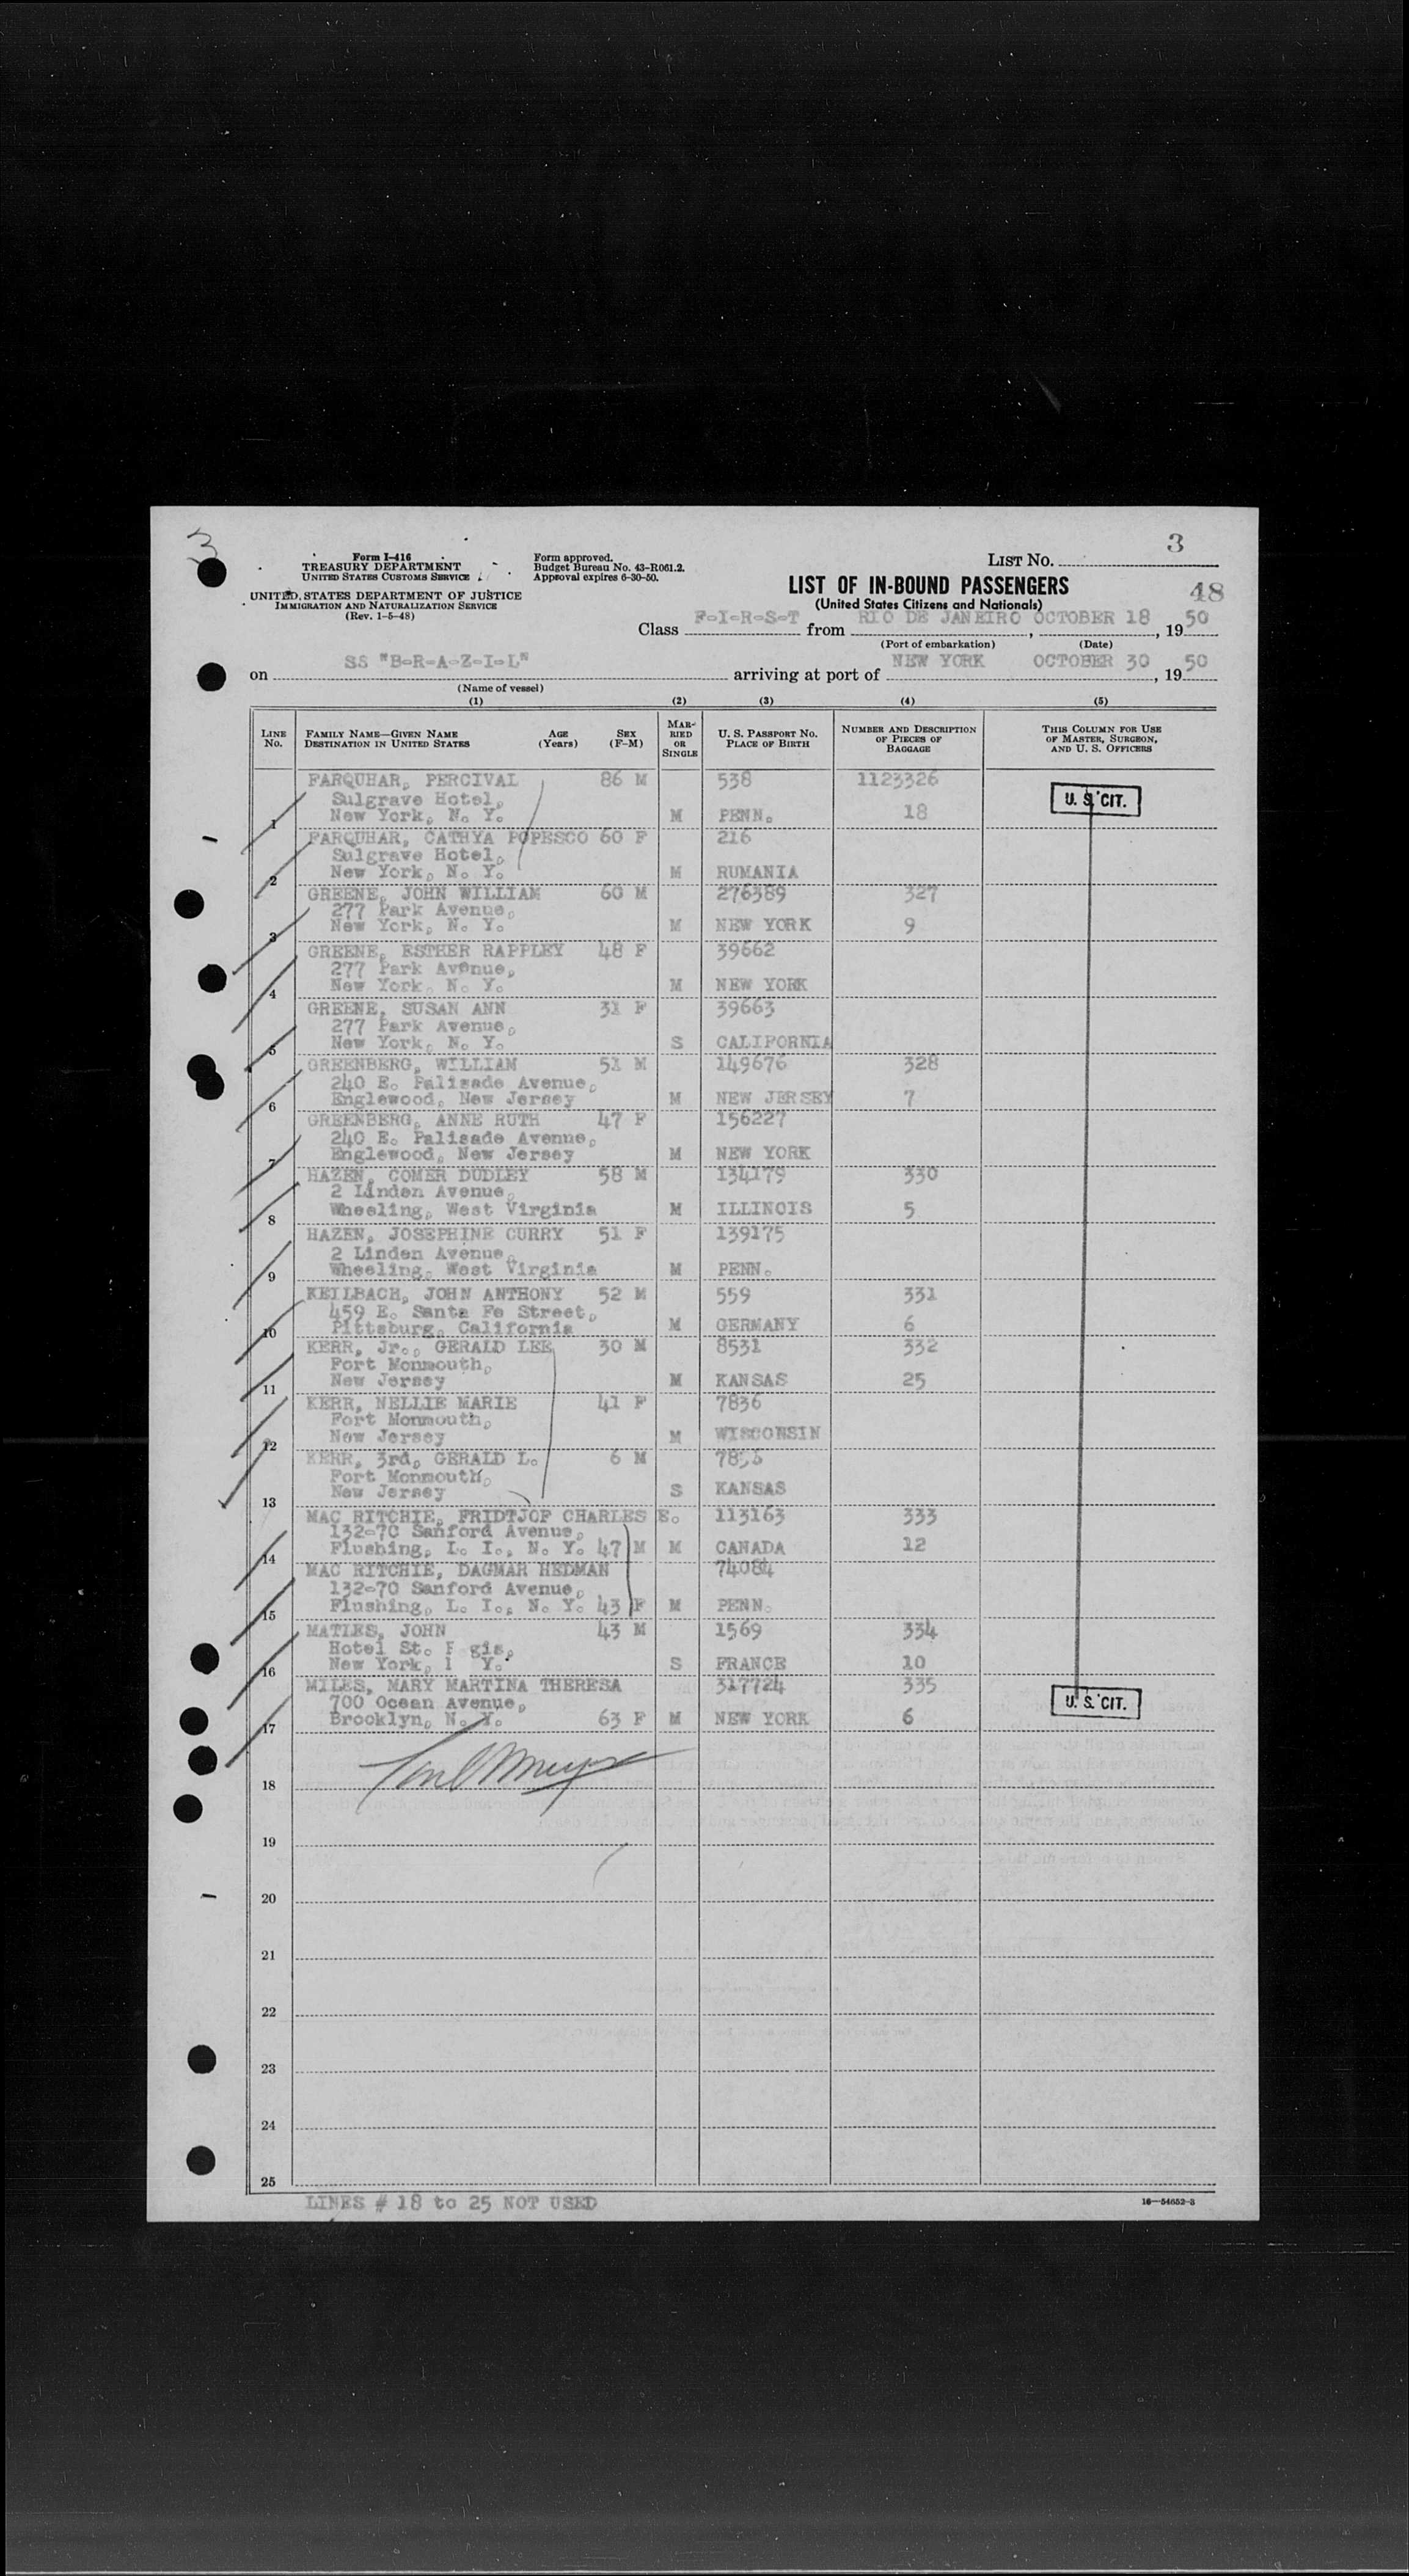 3
3
Form I-416
TREASURY DEPARTMENT
UNITED STATES CUSTOMS SERVICE
UNITED STATES DEPARTMENT OF JUSTICE
IMMIGRATION AND NATURALIZATION SERVICE
(Rev. 1-5-48)
Form approved.
Budget Bureau No. 43-R061.2.
Approval expires 6-30-50.
LIST NO.
LIST OF IN-BOUND PASSENGERS
(United States Citizens and Nationals)
48
Class F-I-R-S-T from RIO DE JANEIRO, OCTOBER 18, 1950
(Port of embarkation) (Date)
on SS "B-R-A-Z-I-L" arriving at port of NEW YORK OCTOBER 30, 1950
(Name of vessel)
(1) (2) (3) (4) (5)
LINE NO. FAMILY NAME—GIVEN NAME DESTINATION IN UNITED STATES AGE (Years) SEX (F-M) MARRIED OR SINGLE U. S. PASSPORT NO. PLACE OF BIRTH NUMBER AND DESCRIPTION OF PIECES OF BAGGAGE THIS COLUMN FOR USE OF MASTER, SURGEON, AND U. S. OFFICERS
FARQUHAR, PERCIVAL 86 M 538 1123326
Sulgrave Hotel, U. S. CIT.
1 New York, N. Y. M PENN. 18
FARQUHAR, CATHYA POPESCO 60 F 216
Sulgrave Hotel,
2 New York, N. Y. M RUMANIA
GREENE, JOHN WILLIAM 60 M 276389 327
277 Park Avenue,
3 New York, N. Y. M NEW YORK 9
GREENE, ESTHER RAPPLEY 48 F 39662
277 Park Avenue,
4 New York, N. Y. M NEW YORK
GREENE, SUSAN ANN 31 F 39663
277 Park Avenue,
5 New York, N. Y. S CALIFORNIA
GREENBERG, WILLIAM 51 M 149676 328
240 E. Palisade Avenue,
6 Englewood, New Jersey M NEW JERSEY 7
GREENBERG, ANNE RUTH 47 F 156227
240 E. Palisade Avenue,
7 Englewood, New Jersey M NEW YORK
HAZEN, COMER DUDLEY 58 M 134179 330
2 Linden Avenue,
8 Wheeling, West Virginia M ILLINOIS 5
HAZEN, JOSEPHINE CURRY 51 F 139175
2 Linden Avenue,
9 Wheeling, West Virginia M PENN.
KEILBACH, JOHN ANTHONY 52 M 559 331
459 E. Santa Fe Street,
10 Pittsburg, California M GERMANY 6
KERR, Jr., GERALD LEE 30 M 8531 332
Fort Monmouth,
11 New Jersey M KANSAS 25
KERR, NELLIE MARIE 41 F 7836
Fort Monmouth,
12 New Jersey M WISCONSIN
KERR, 3rd, GERALD L. 6 M
Fort Monmouth,
13 New Jersey S KANSAS
MAC RITCHIE, FRIDTJOF CHARLES E. 113163 333
132-70 Sanford Avenue,
14 Flushing, L. I., N. Y. 47 M M CANADA 12
MAC RITCHIE, DAGMAR HEDMAN 74084
132-70 Sanford Avenue,
15 Flushing, L. I., N. Y. 43 F M PENN.
MATLES, JOHN 43 M 1569 334
Hotel St. R gis,
16 New York, Y. S FRANCE 10
MILES, MARY MARTINA THERESA 317724 335
700 Ocean Avenue, U. S. CIT.
17 Brooklyn, N. Y. 63 F M NEW YORK 6
18
19
20
21
22
23
24
25
LINES # 18 to 25 NOT USED
16—54652-3